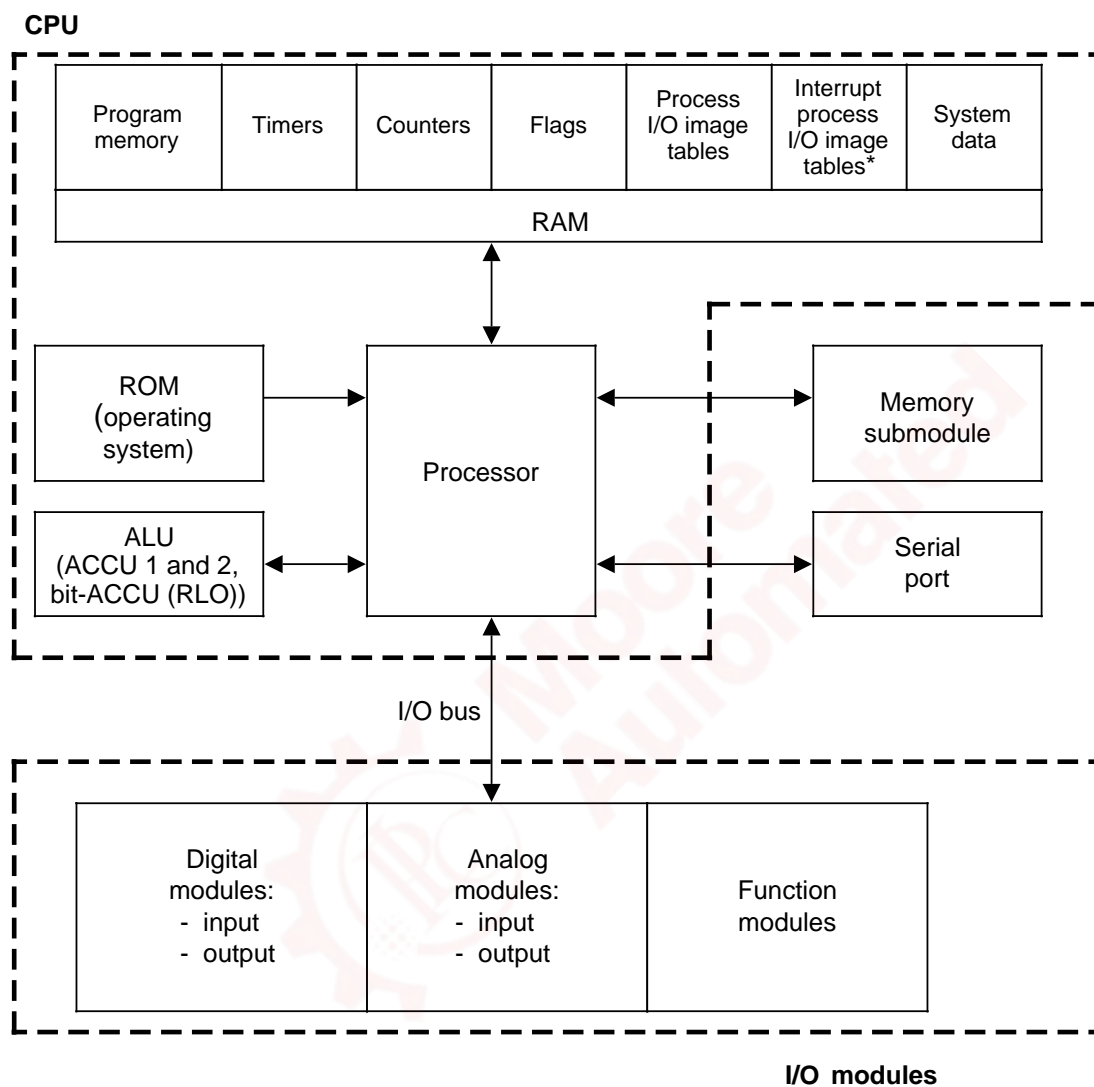 CPU
Program
memory
Timers
Counters
Flags
Process
I/O image
tables
Interrupt
process
I/O image
tables*
System
data
RAM
ROM
(operating
system)
Processor
Memory
submodule
ALU
(ACCU 1 and 2,
bit-ACCU (RLO))
Serial
port
I/O bus
Digital
modules:
- input
- output
Analog
modules:
- input
- output
Function
modules
I/O modules
Moore
Automated